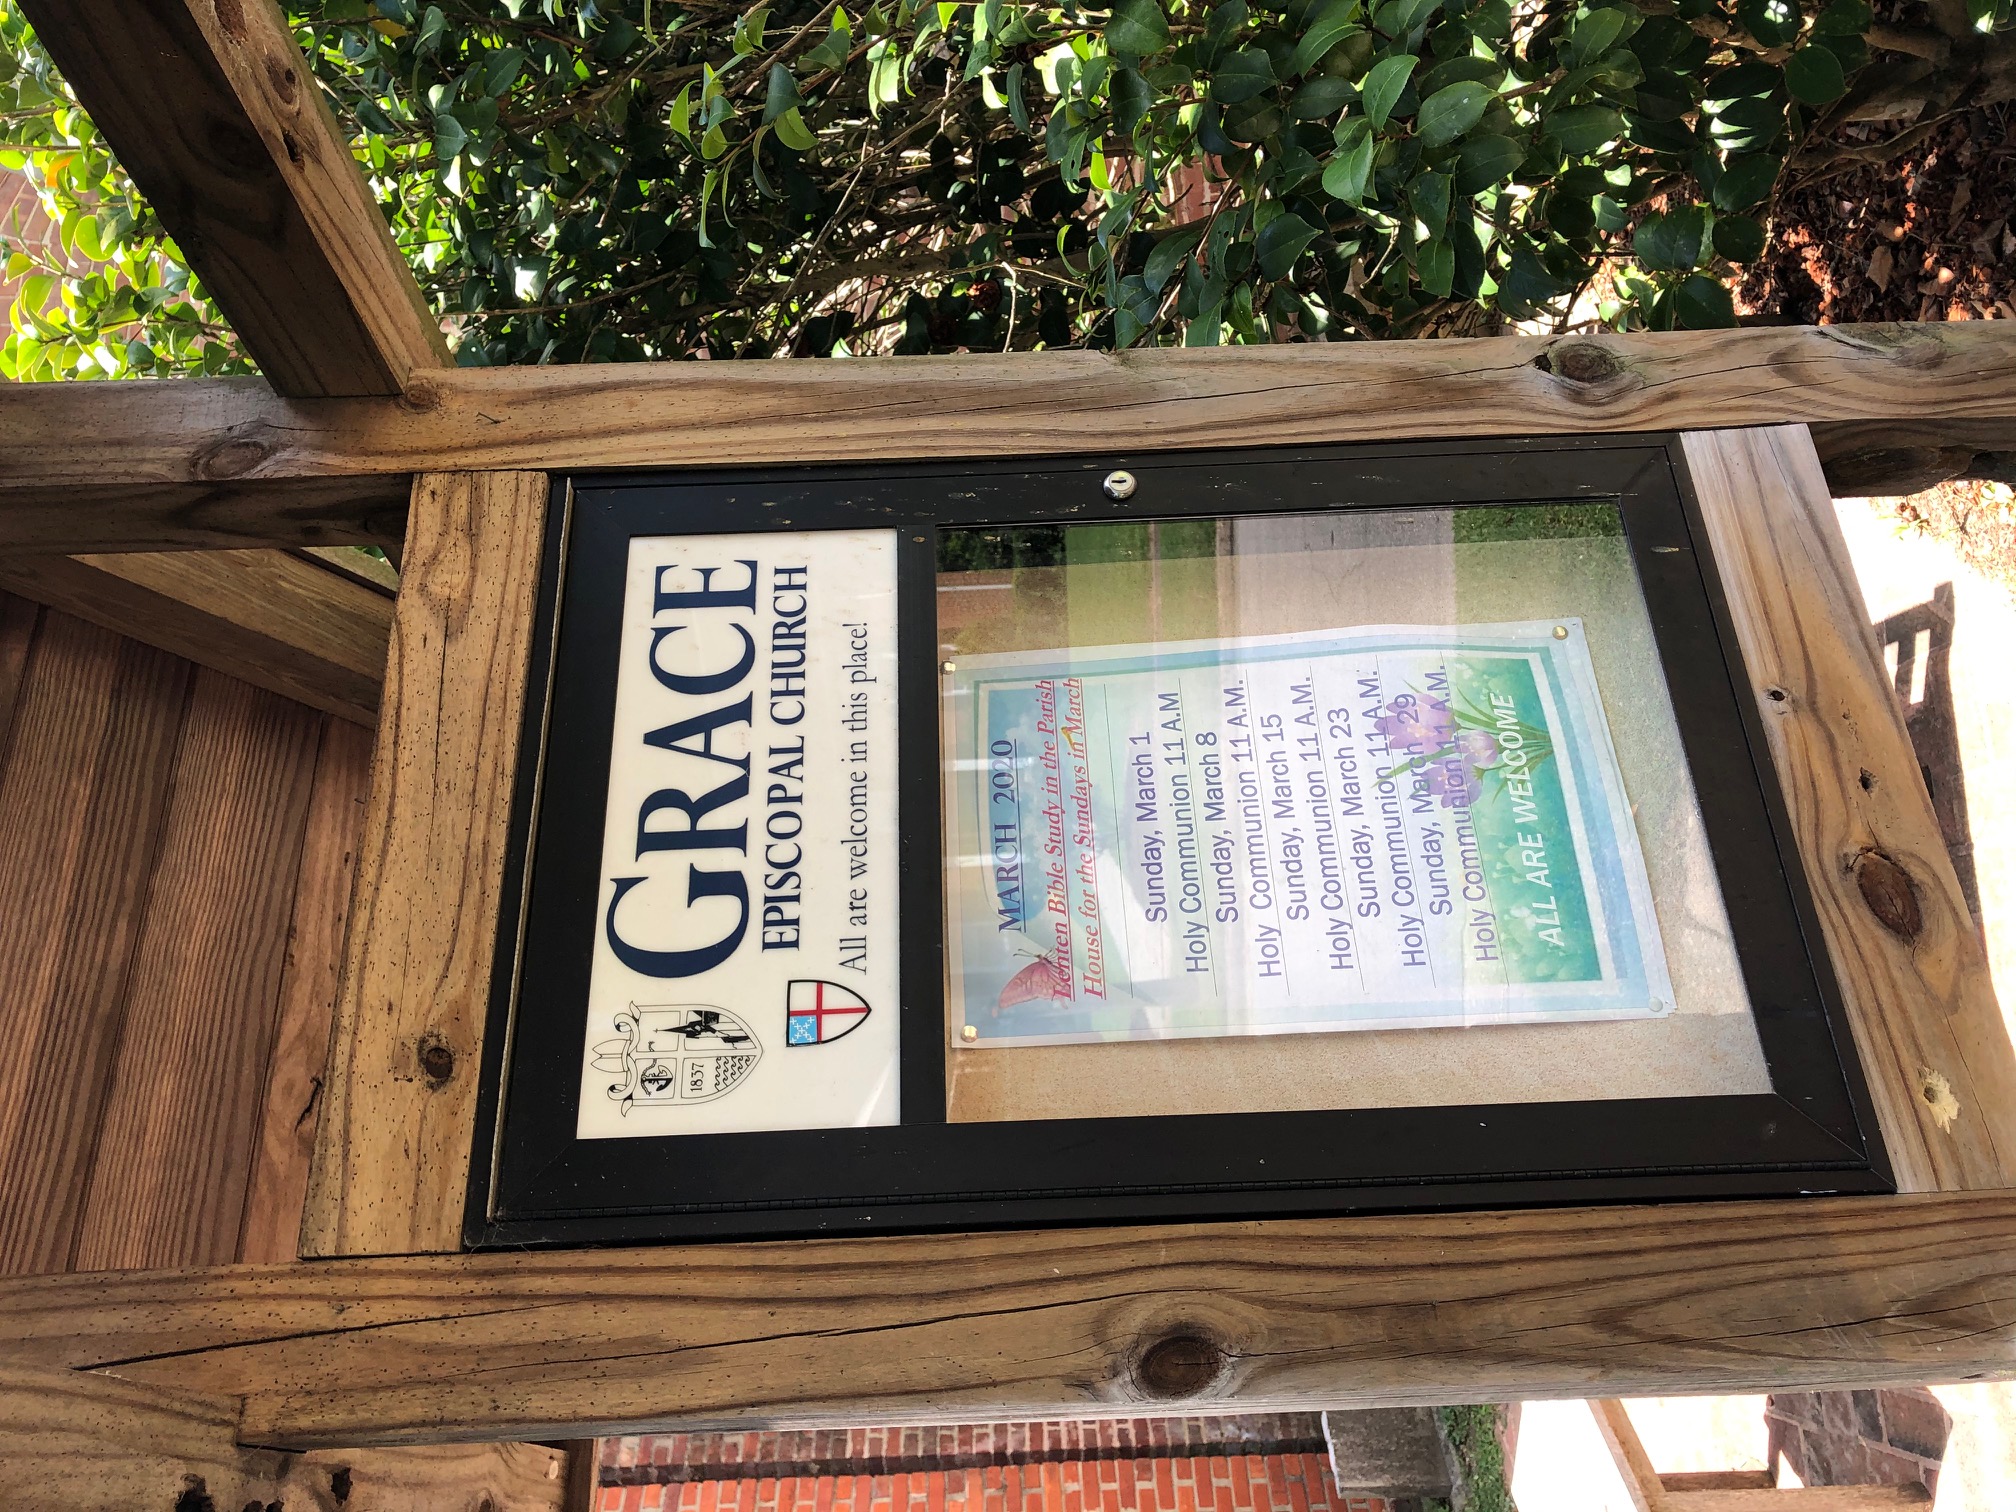 1837
GRACE
EPISCOPAL CHURCH
All are welcome in this place!
MARCH 2020
Lenten Bible Study in the Parish
House for the Sundays in March
Sunday, March 1
Holy Communion 11 A.M
Sunday, March 8
Holy Communion 11 A.M.
Sunday, March 15
Holy Communion 11 A.M.
Sunday, March 23
Holy Communion 11 A.M.
Sunday, March 29
Holy Communion 11 A.M.
ALL ARE WELCOME